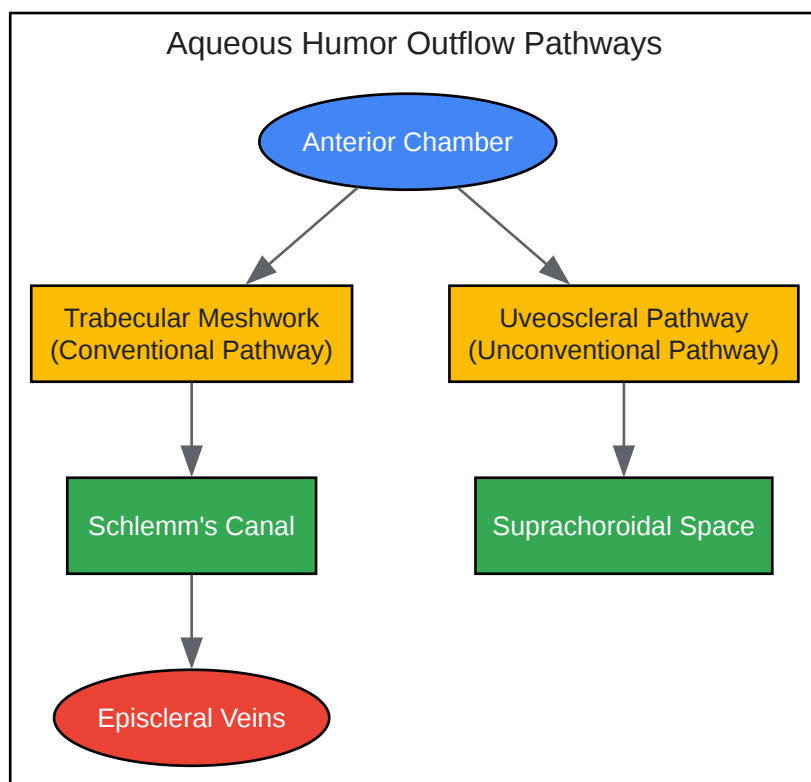 Aqueous Humor Outflow Pathways
Anterior Chamber
Trabecular Meshwork
(Conventional Pathway)
Uveoscleral Pathway
(Unconventional Pathway)
Schlemm's Canal
Suprachoroidal Space
Episcleral Veins